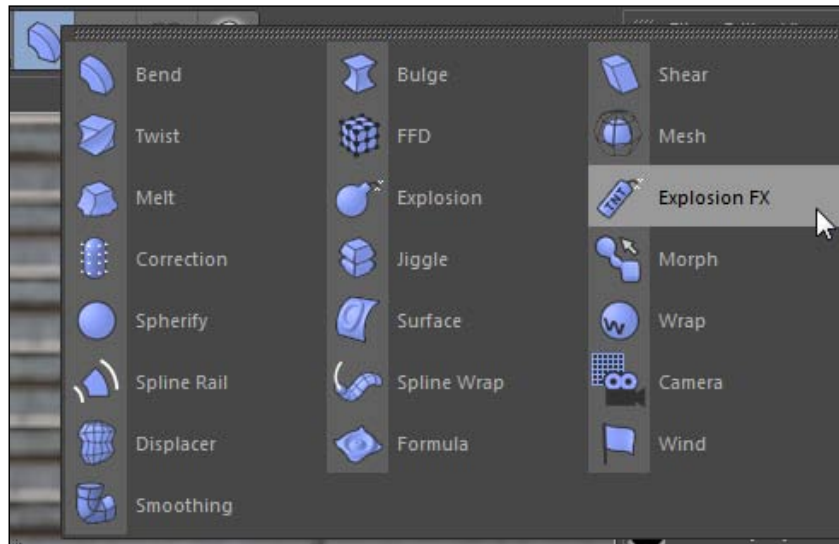 Bend Bulge Shear
Twist FFD Mesh
Melt Explosion TNT Explosion FX
Correction Jiggle Morph
Spherify Surface W Wrap
Spline Rail Spline Wrap Camera
Displacer Formula Wind
Smoothing